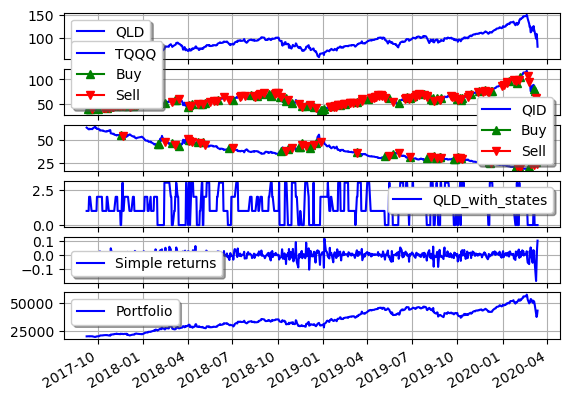 150
100
QLD
100
50
TQQQ
Buy
Sell
50
25
QID
Buy
Sell
2.5
0.0
QLD_with_states
0.1
0.0
−0.1
Simple returns
50000
25000
Portfolio
2017-10
2018-01
2018-04
2018-07
2018-10
2019-01
2019-04
2019-07
2019-10
2020-01
2020-04